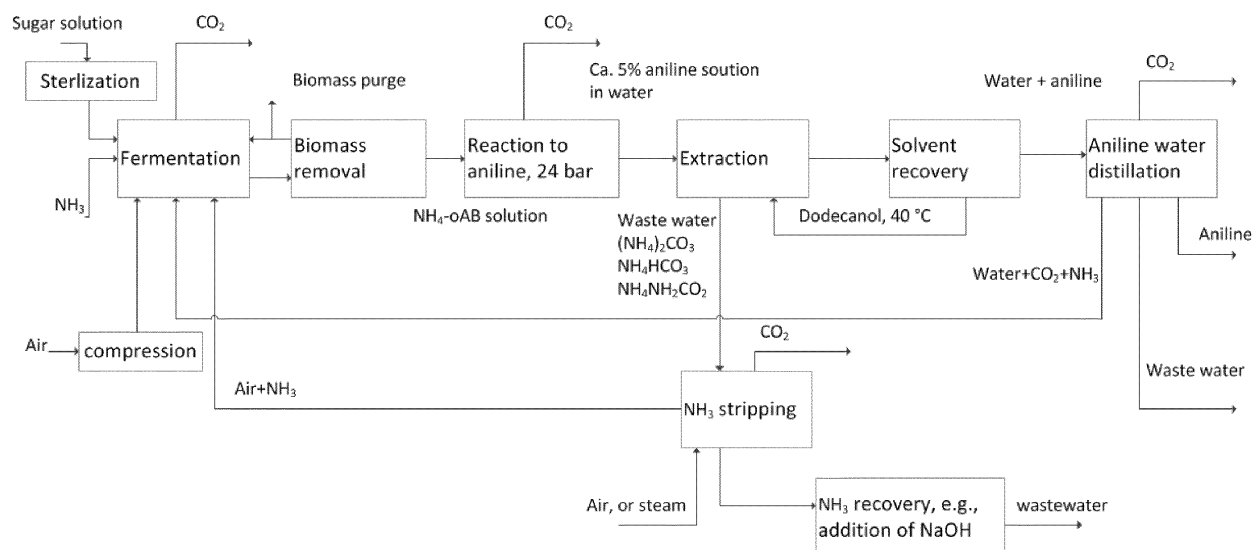 Sugar solution
CO2
CO2
CO2
Sterlization
Biomass purge
Ca. 5% aniline soution
in water
Water + aniline
Fermentation
Biomass
removal
Reaction to
aniline, 24 bar
Extraction
Solvent
recovery
Aniline water
distillation
NH3
NH4-oAB solution
Waste water
(NH4)2CO3
NH4HCO3
NH4NH2CO2
Dodecanol, 40 °C
Aniline
Water+CO2+NH3
Air
compression
CO2
Air+NH3
NH3 stripping
Waste water
Air, or steam
NH3 recovery, e.g.,
addition of NaOH
wastewater